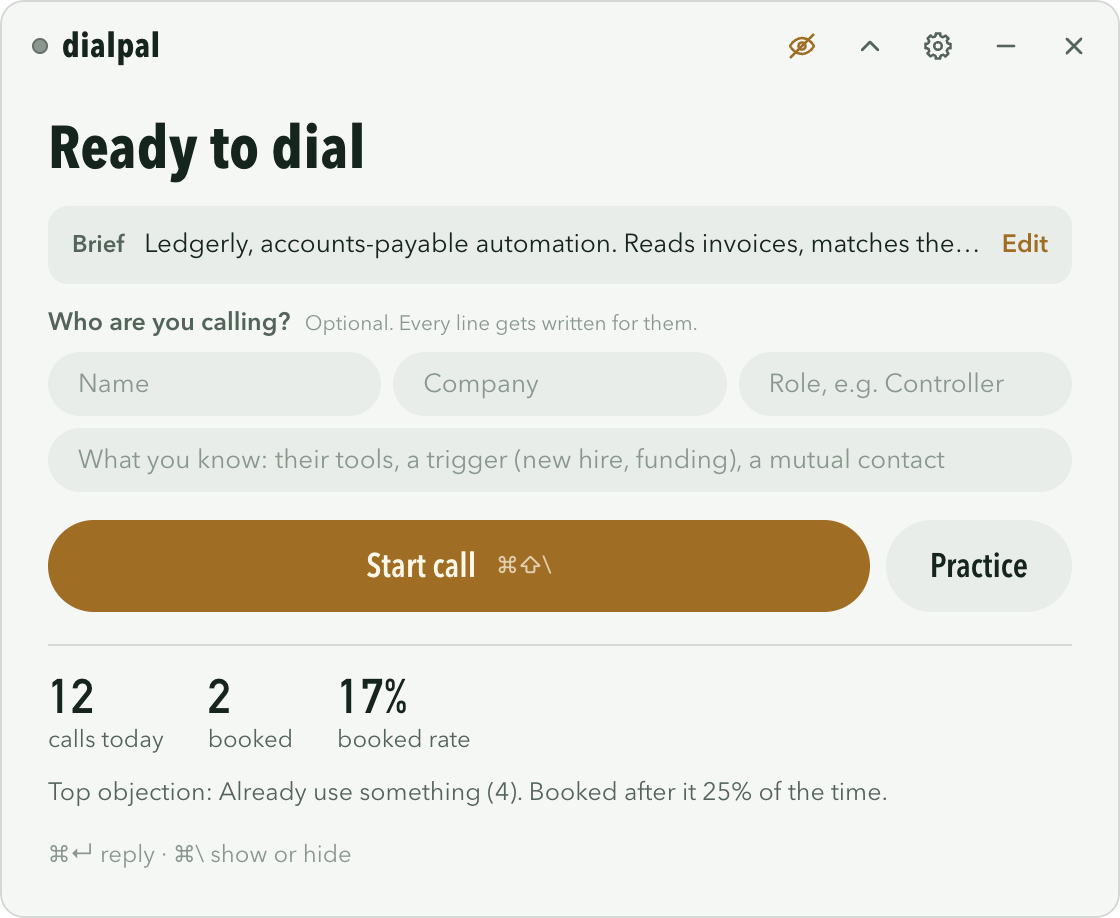 dialpal
Ready to dial
Brief Ledgerly, accounts-payable automation. Reads invoices, matches the… Edit
Who are you calling? Optional. Every line gets written for them.
Name Company Role, e.g. Controller
What you know: their tools, a trigger (new hire, funding), a mutual contact
Start call ⌘⇧\ Practice
12 2 17%
calls today booked booked rate
Top objection: Already use something (4). Booked after it 25% of the time.
⌘↵ reply · ⌘\ show or hide